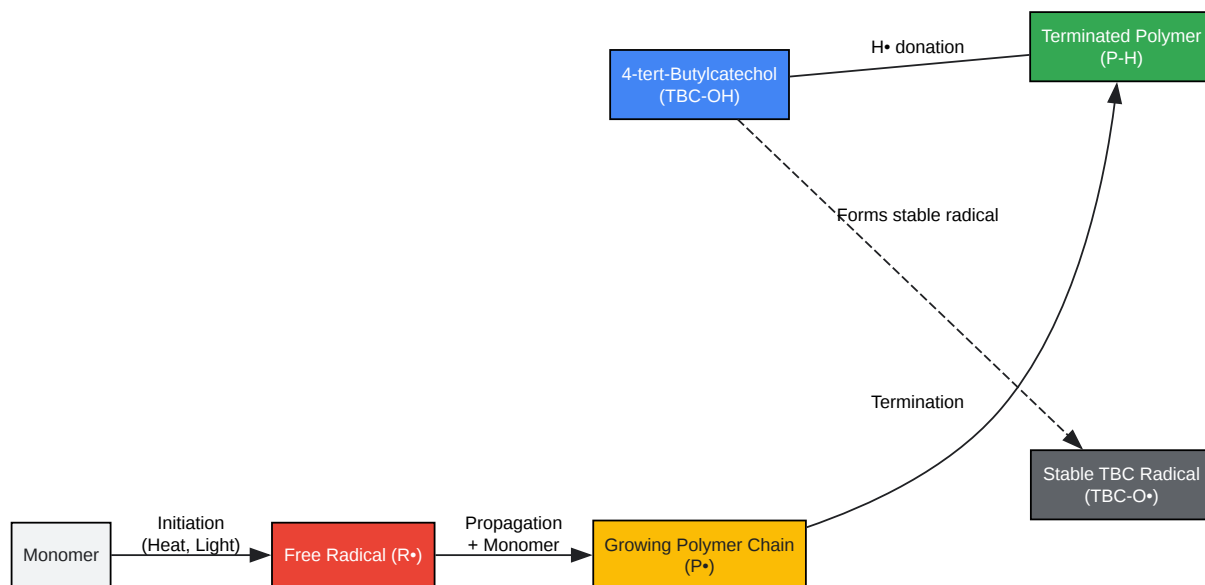 Terminated Polymer
(P-H)
H• donation
4-tert-Butylcatechol
(TBC-OH)
Forms stable radical
Termination
Stable TBC Radical
(TBC-O•)
Monomer
Initiation
(Heat, Light)
Free Radical (R•)
Propagation
+ Monomer
Growing Polymer Chain
(P•)